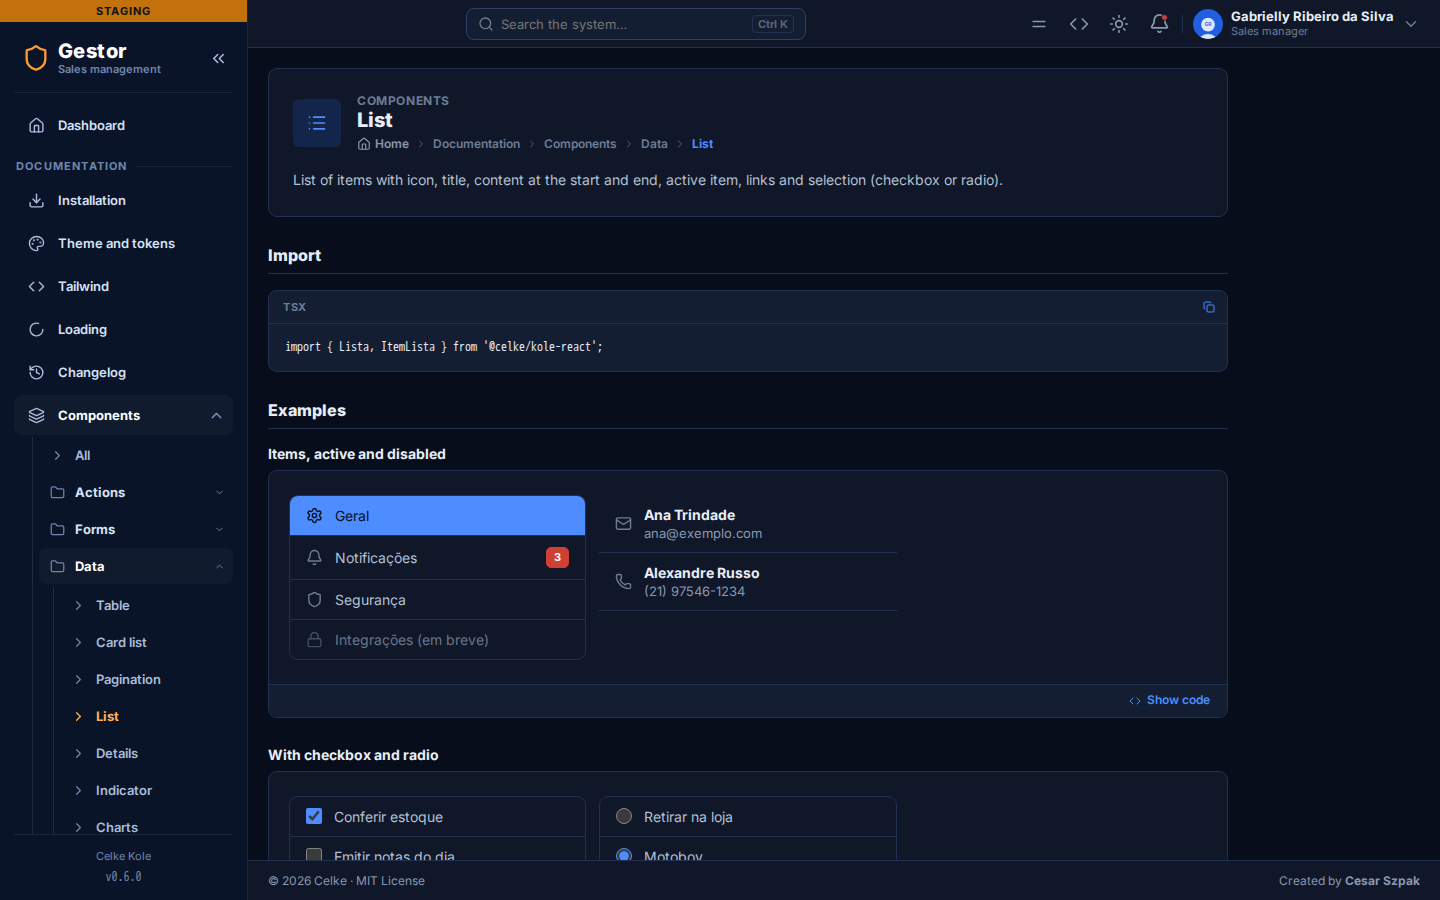 STAGING
Gestor
Sales management
Dashboard
DOCUMENTATION
Installation
Theme and tokens
Tailwind
Loading
Changelog
Components
All
Actions
Forms
Data
Table
Card list
Pagination
List
Details
Indicator
Charts
Celke Kole
v0.6.0
Search the system...
Ctrl K
GR
Gabrielly Ribeiro da Silva
Sales manager
COMPONENTS
List
Home
Documentation
Components
Data
List
List of items with icon, title, content at the start and end, active item, links and selection (checkbox or radio).
Import
TSX
import { Lista, ItemLista } from '@celke/kole-react';
Examples
Items, active and disabled
Geral
Notificações
3
Segurança
Integrações (em breve)
Ana Trindade
ana@exemplo.com
Alexandre Russo
(21) 97546-1234
Show code
With checkbox and radio
Conferir estoque
Emitir notas do dia
Retirar na loja
Motoboy
© 2026 Celke · MIT License
Created by Cesar Szpak